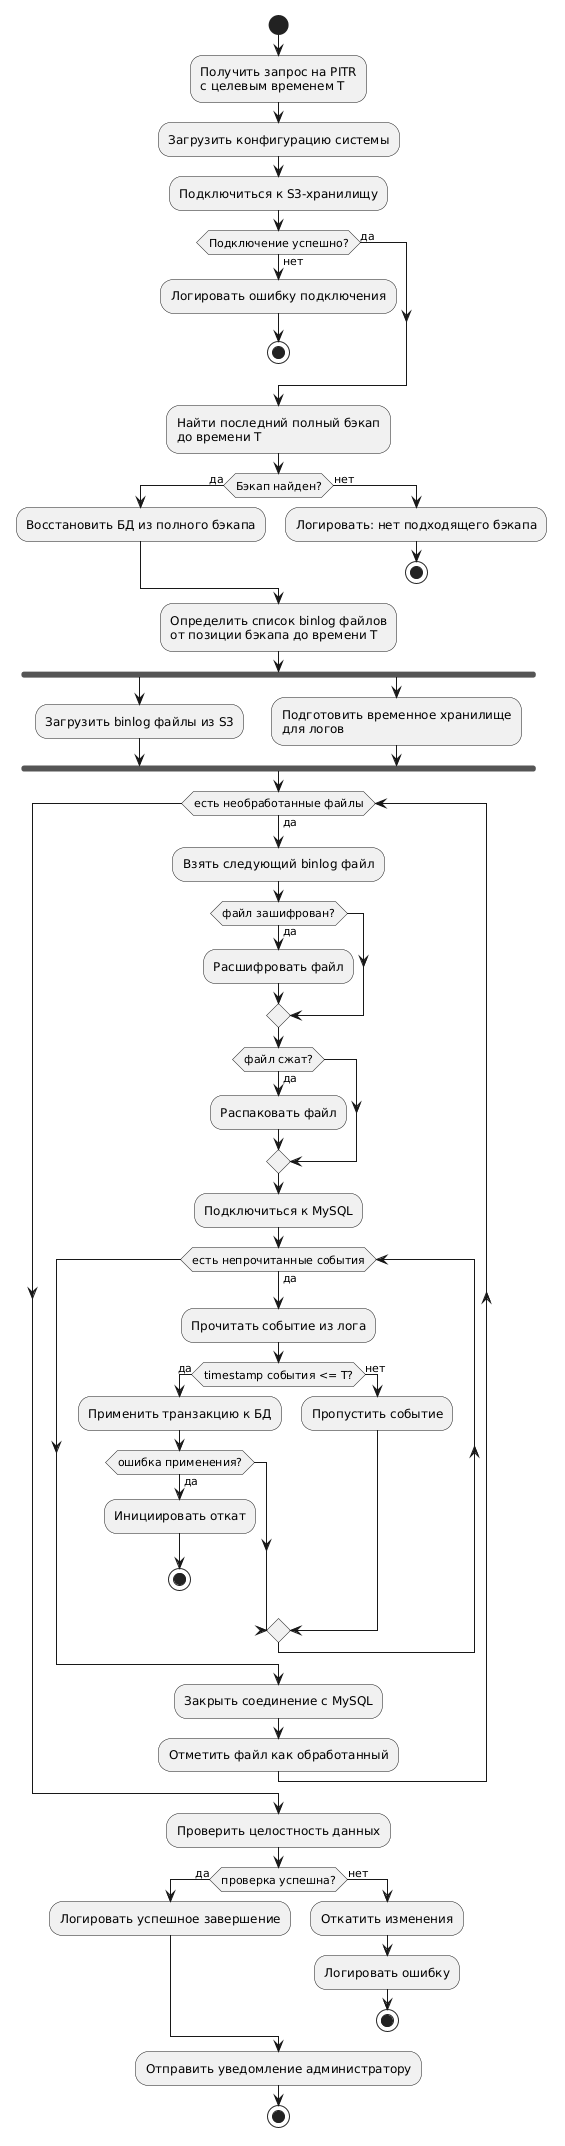 Получить запрос на PITR
с целевым временем T
Загрузить конфигурацию системы
Подключиться к S3-хранилищу
Подключение успешно?
да
нет
Логировать ошибку подключения
Найти последний полный бэкап
до времени T
да
Бэкап найден?
нет
Восстановить БД из полного бэкапа
Логировать: нет подходящего бэкапа
Определить список binlog файлов
от позиции бэкапа до времени T
Загрузить binlog файлы из S3
Подготовить временное хранилище
для логов
есть необработанные файлы
да
Взять следующий binlog файл
файл зашифрован?
да
Расшифровать файл
файл сжат?
да
Распаковать файл
Подключиться к MySQL
есть непрочитанные события
да
Прочитать событие из лога
да
timestamp события <= T?
нет
Применить транзакцию к БД
Пропустить событие
ошибка применения?
да
Инициировать откат
Закрыть соединение с MySQL
Отметить файл как обработанный
Проверить целостность данных
да
проверка успешна?
нет
Логировать успешное завершение
Откатить изменения
Логировать ошибку
Отправить уведомление администратору